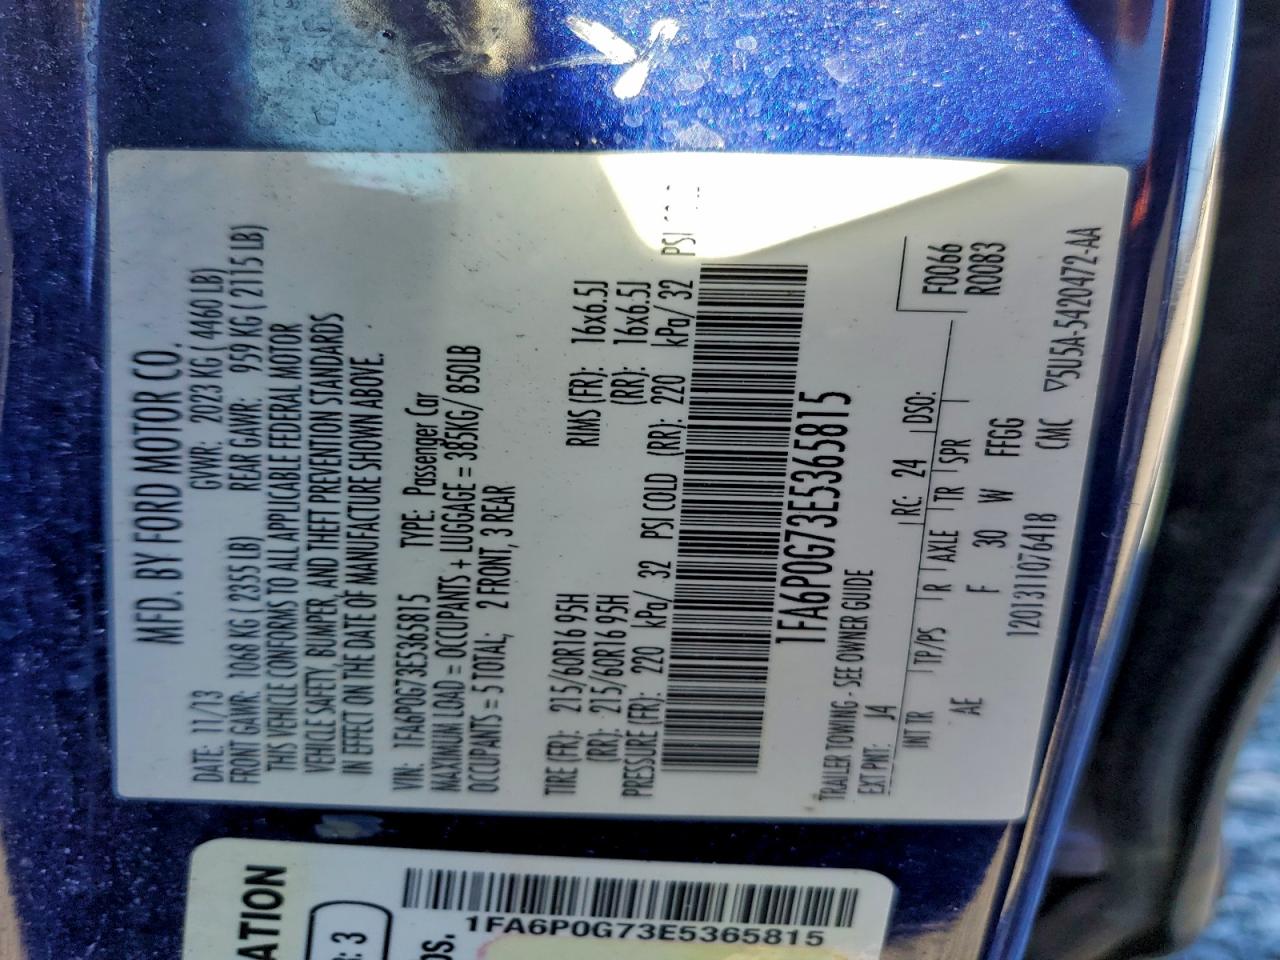 MFD. BY FORD MOTOR CO.
DATE: 11/13 GVWR: 2023 KG ( 4460 LB)
FRONT GAWR: 1068 KG ( 2355 LB) REAR GAWR: 959 KG ( 2115 LB)
THIS VEHICLE CONFORMS TO ALL APPLICABLE FEDERAL MOTOR
VEHICLE SAFETY, BUMPER, AND THEFT PREVENTION STANDARDS
IN EFFECT ON THE DATE OF MANUFACTURE SHOWN ABOVE.
VIN: 1FA6P0G73E5365815 TYPE: Passenger Car
MAXIMUM LOAD = OCCUPANTS + LUGGAGE = 385KG/ 850LB
OCCUPANTS = 5 TOTAL; 2 FRONT, 3 REAR
TIRE (FR): 215/60R16 95H RIMS (FR): 16x6.5J
(RR): 215/60R16 95H (RR): 16x6.5J
PRESSURE (FR): 220 kPa/ 32 PSI COLD (RR): 220 kPa/ 32 PSI
1FA6P0G73E5365815
TRAILER TOWING - SEE OWNER GUIDE
F0066
R0083
EXT PNT: J4 RC: 24 DSO:
INT TR TP/PS R AXLE TR SPR
AE F 30 W FFGG
1201311076418 CMC ▽5U5A-5420472-AA
ATION
R: 3
1FA6P0G73E5365815
DS.